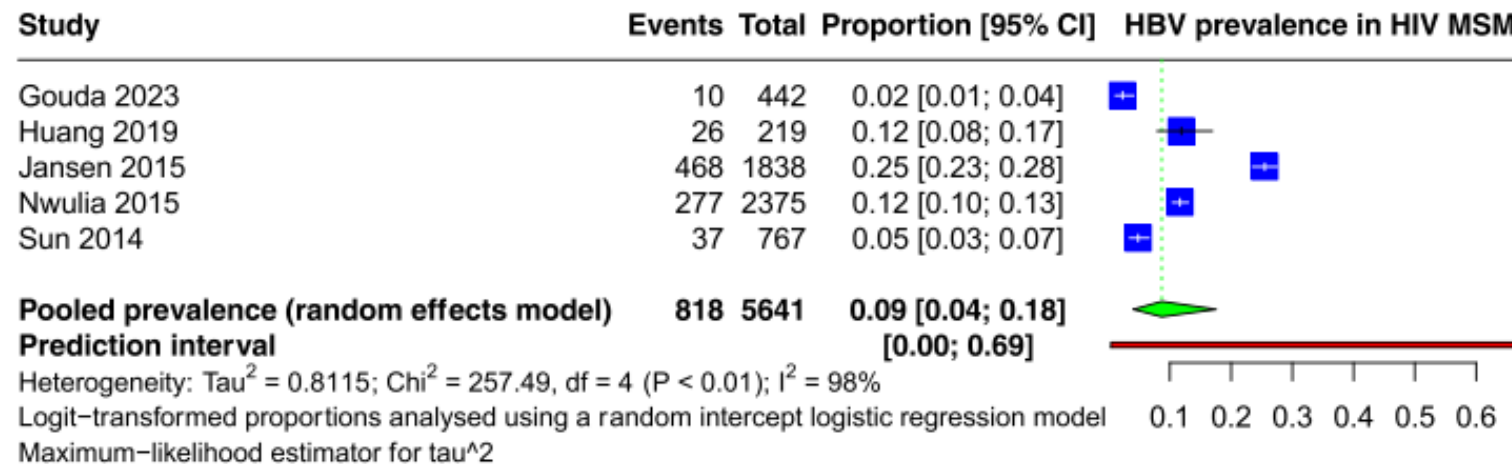 Study Events Total Proportion [95% CI] HBV prevalence in HIV MSM
Gouda 2023 10 442 0.02 [0.01; 0.04]
Huang 2019 26 219 0.12 [0.08; 0.17]
Jansen 2015 468 1838 0.25 [0.23; 0.28]
Nwulia 2015 277 2375 0.12 [0.10; 0.13]
Sun 2014 37 767 0.05 [0.03; 0.07]
Pooled prevalence (random effects model) 818 5641 0.09 [0.04; 0.18]
Prediction interval [0.00; 0.69]
Heterogeneity: Tau² = 0.8115; Chi² = 257.49, df = 4 (P < 0.01); I² = 98%
Logit−transformed proportions analysed using a random intercept logistic regression model 0.1 0.2 0.3 0.4 0.5 0.6
Maximum−likelihood estimator for tau^2